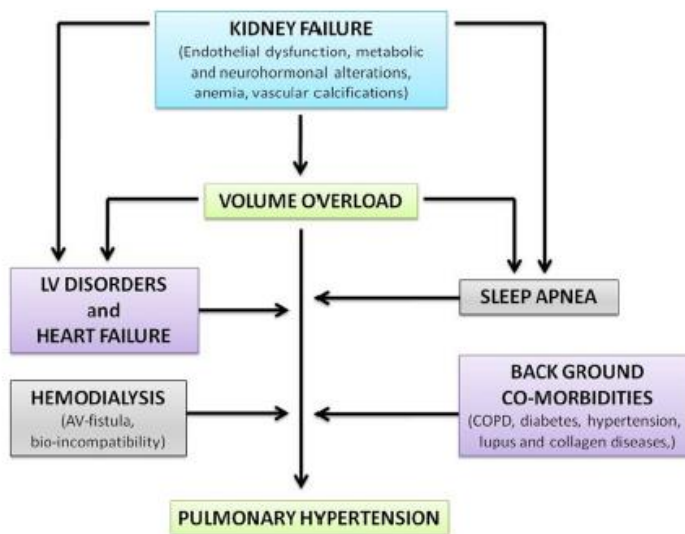 KIDNEY FAILURE
(Endothelial dysfunction, metabolic
and neurohormonal alterations,
anemia, vascular calcifications)
VOLUME OVERLOAD
LV DISORDERS
and
HEART FAILURE
SLEEP APNEA
HEMODIALYSIS
(AV-fistula,
bio-incompatibility)
BACK GROUND
CO-MORBIDITIES
(COPD, diabetes, hypertension,
lupus and collagen diseases,)
PULMONARY HYPERTENSION